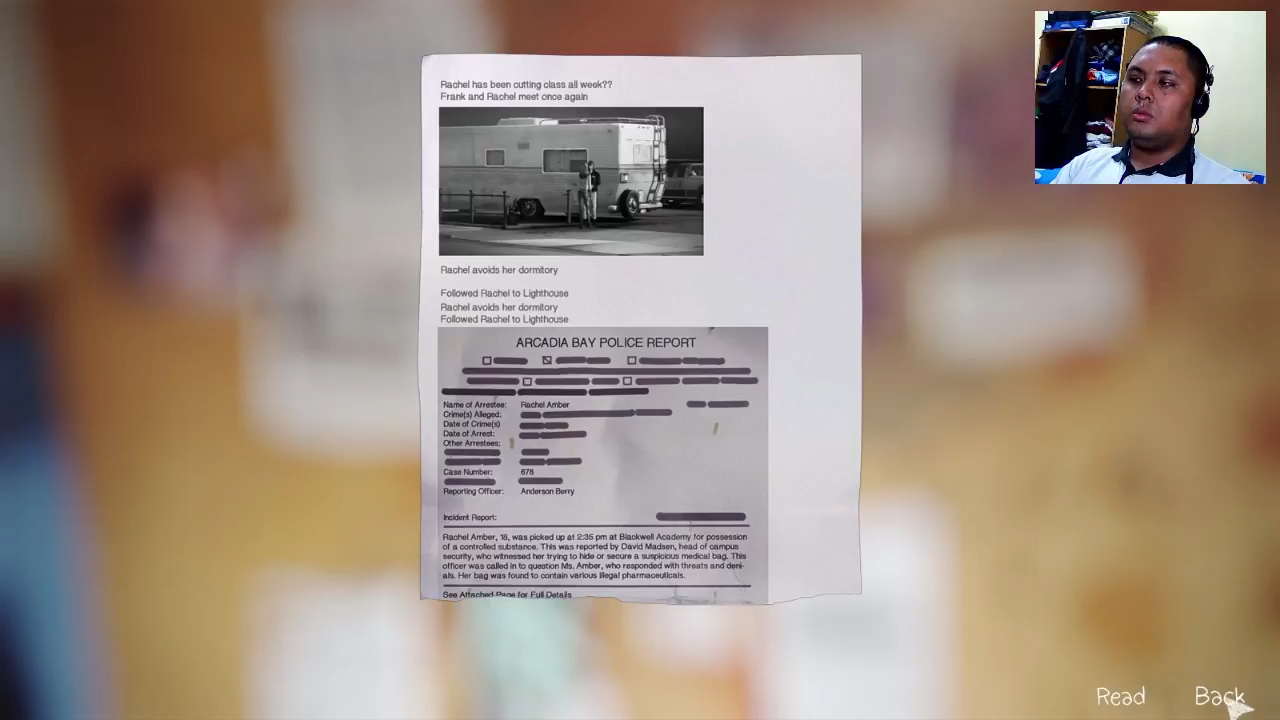 Rachel has been cutting class all week??
Frank and Rachel meet once again
Rachel avoids her dormitory
Followed Rachel to Lighthouse
Rachel avoids her dormitory
Followed Rachel to Lighthouse
ARCADIA BAY POLICE REPORT
Name of Arrestee: Rachel Amber
Crime(s) Alleged:
Date of Crime(s)
Date of Arrest:
Other Arrestees:
Case Number: 678
Reporting Officer: Anderson Berry
Incident Report:
Rachel Amber, 18, was picked up at 2:35 pm at Blackwell Academy for possession
of a controlled substance. This was reported by David Madsen, head of campus
security, who witnessed her trying to hide or secure a suspicious medical bag. This
officer was called in to question Ms. Amber, who responded with threats and deni-
als. Her bag was found to contain various illegal pharmaceuticals.
See Attached Page for Full Details
Read Back